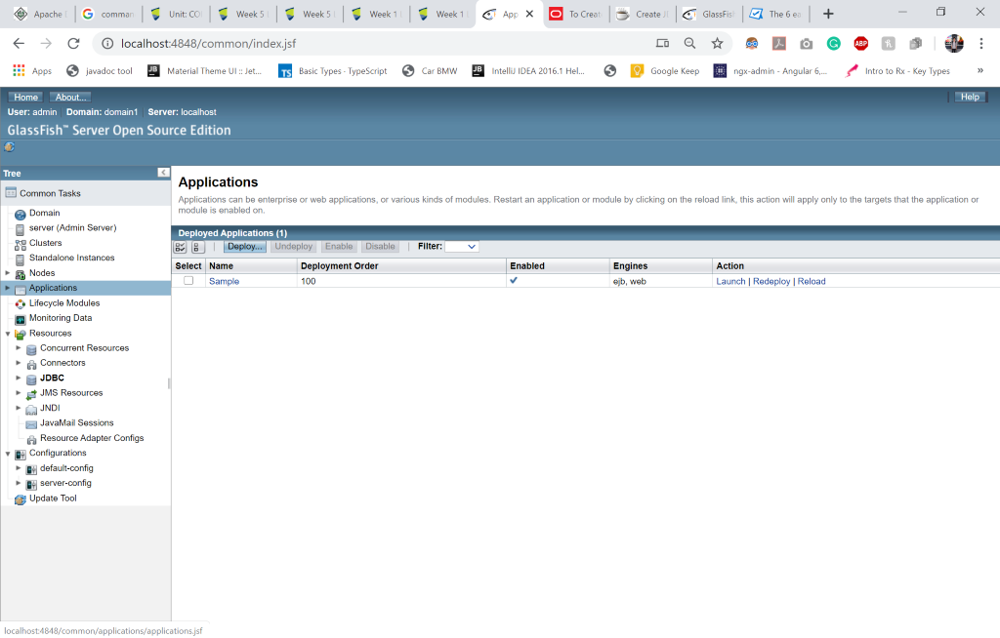 Apache
comman
Unit: CO
Week 5
Week 5
Week 1
Week 1
App
To Creat
Create J
GlassFis
The 6 ea
localhost:4848/common/index.jsf
ABP
Apps
javadoc tool
JB
Material Theme UI :: Jet...
TS
Basic Types - TypeScript
Car BMW
JB
IntelliJ IDEA 2016.1 Hel...
Google Keep
ngx-admin - Angular 6,...
Intro to Rx - Key Types
»
Home
About...
Help
User: admin Domain: domain1 Server: localhost
GlassFish™ Server Open Source Edition
Tree
Common Tasks
Domain
server (Admin Server)
Clusters
Standalone Instances
Nodes
Applications
Lifecycle Modules
Monitoring Data
Resources
Concurrent Resources
Connectors
JDBC
JMS Resources
JNDI
JavaMail Sessions
Resource Adapter Configs
Configurations
default-config
server-config
Update Tool
Applications
Applications can be enterprise or web applications, or various kinds of modules. Restart an application or module by clicking on the reload link, this action will apply only to the targets that the application or
module is enabled on.
Deployed Applications (1)
Deploy... Undeploy Enable Disable Filter:
Select Name Deployment Order Enabled Engines Action
Sample 100 ejb, web Launch | Redeploy | Reload
localhost:4848/common/applications/applications.jsf